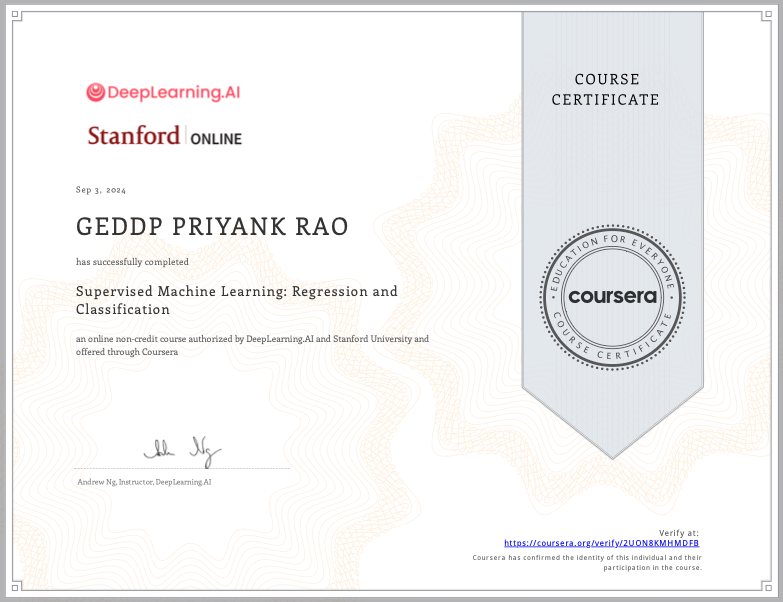 DeepLearning.AI
Stanford | ONLINE
Sep 3, 2024
GEDDP PRIYANK RAO
has successfully completed
Supervised Machine Learning: Regression and
Classification
an online non-credit course authorized by DeepLearning.AI and Stanford University and
offered through Coursera
Andrew Ng, Instructor, DeepLearning.AI
COURSE
CERTIFICATE
EDUCATION FOR EVERYONE
coursera
COURSE CERTIFICATE
Verify at:
https://coursera.org/verify/2UON8KMHMDFB
Coursera has confirmed the identity of this individual and their
participation in the course.